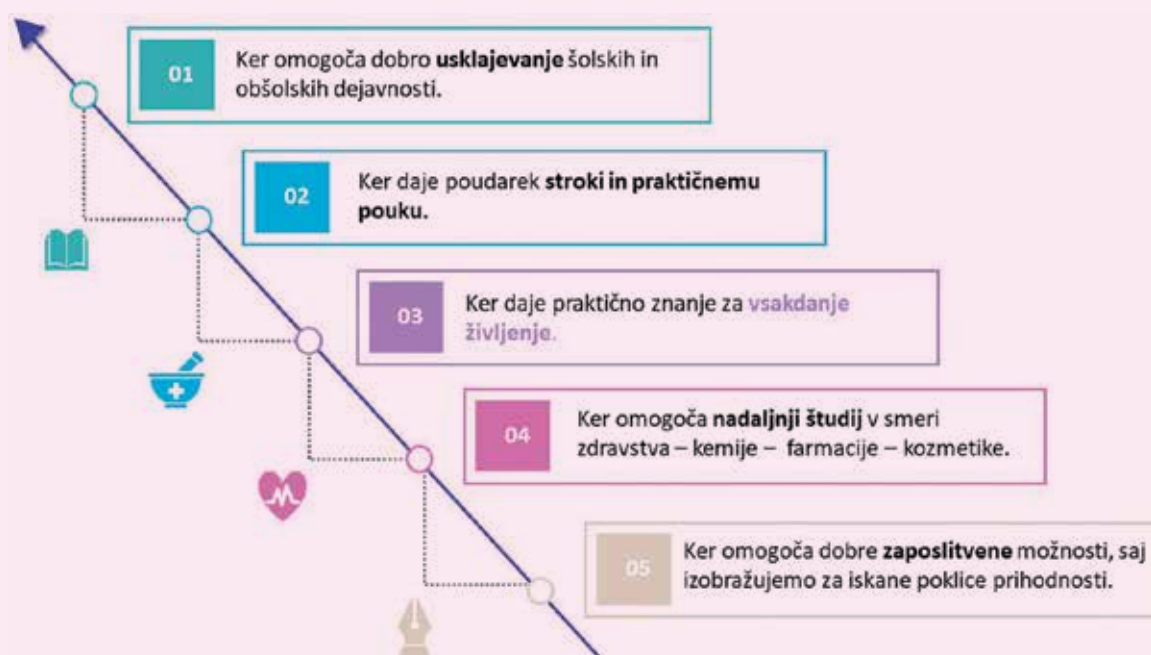 01
Ker omogoča dobro usklajevanje šolskih in
obšolskih dejavnosti.
02
Ker daje poudarek stroki in praktičnemu
pouku.
03
Ker daje praktično znanje za vsakdanje
življenje.
04
Ker omogoča nadaljnji študij v smeri
zdravstva – kemije – farmacije – kozmetike.
05
Ker omogoča dobre zaposlitvene možnosti, saj
izobražujemo za iskane poklice prihodnosti.